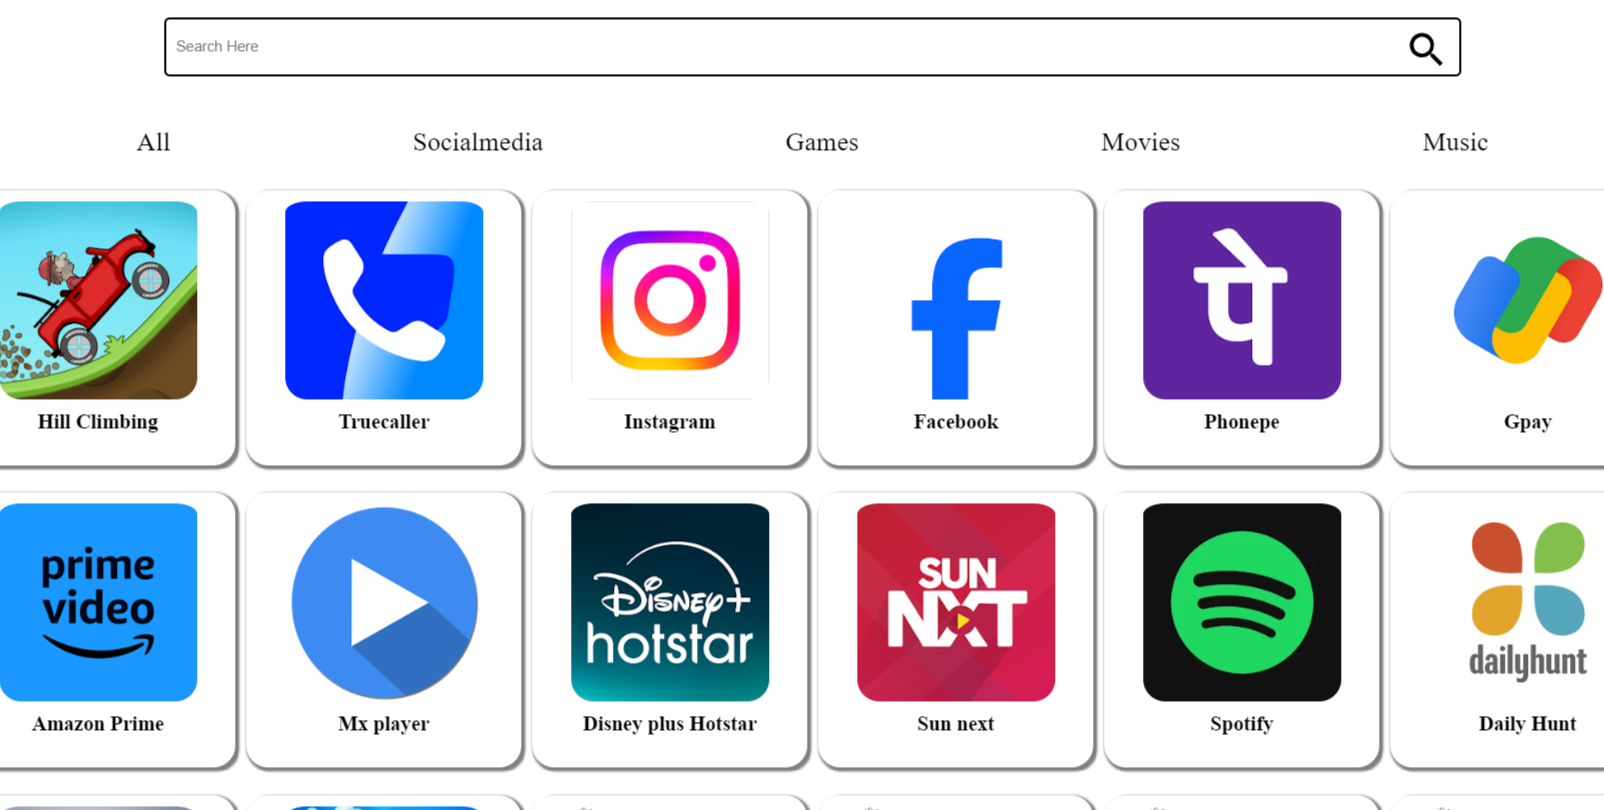 Search Here
All Socialmedia Games Movies Music
पे
Hill Climbing Truecaller Instagram Facebook Phonepe Gpay
prime
video
Disney+
hotstar
SUN
NXT
dailyhunt
Amazon Prime Mx player Disney plus Hotstar Sun next Spotify Daily Hunt